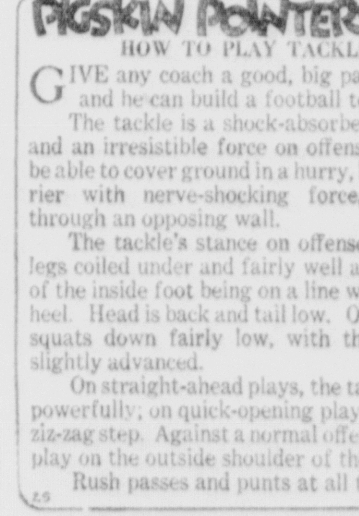 PIGSKIN POINTER
HOW TO PLAY TACKL
GIVE any coach a good, big pa
and he can build a football t
The tackle is a shock-absorbe
and an irresistible force on offens
be able to cover ground in a hurry,
rier with nerve-shocking force
through an opposing wall.
The tackle's stance on offense
legs coiled under and fairly well a
of the inside foot being on a line w
heel. Head is back and tail low. O
squats down fairly low, with th
slightly advanced.
On straight-ahead plays, the ta
powerfully; on quick-opening play
ziz-zag step. Against a normal offe
play on the outside shoulder of th
Rush passes and punts at all t